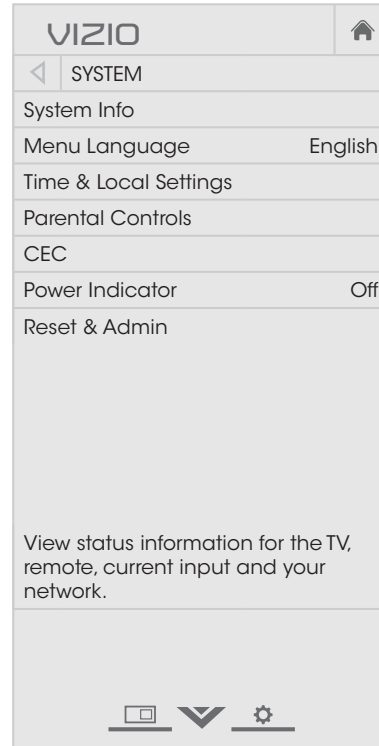 VIZIO
SYSTEM
System Info
Menu Language English
Time & Local Settings
Parental Controls
CEC
Power Indicator Off
Reset & Admin
View status information for the TV,
remote, current input and your
network.